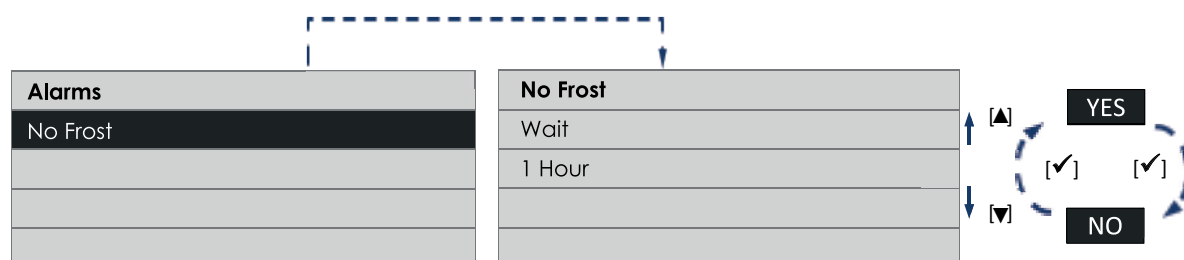 Alarms
No Frost
No Frost
Wait
1 Hour
[▲]
[▼]
YES
[✓] [✓]
NO